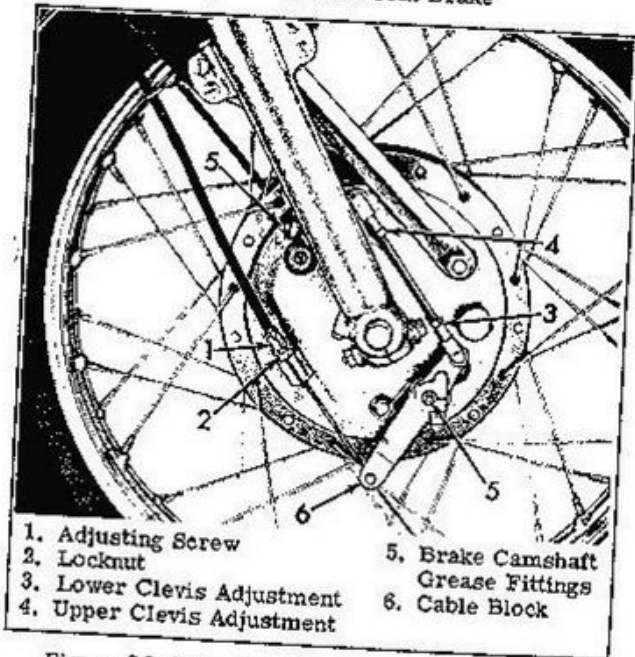 Brake
5
4
3
1
2
5
6
1. Adjusting Screw
2. Locknut
3. Lower Clevis Adjustment
4. Upper Clevis Adjustment
5. Brake Camshaft
Grease Fittings
6. Cable Block